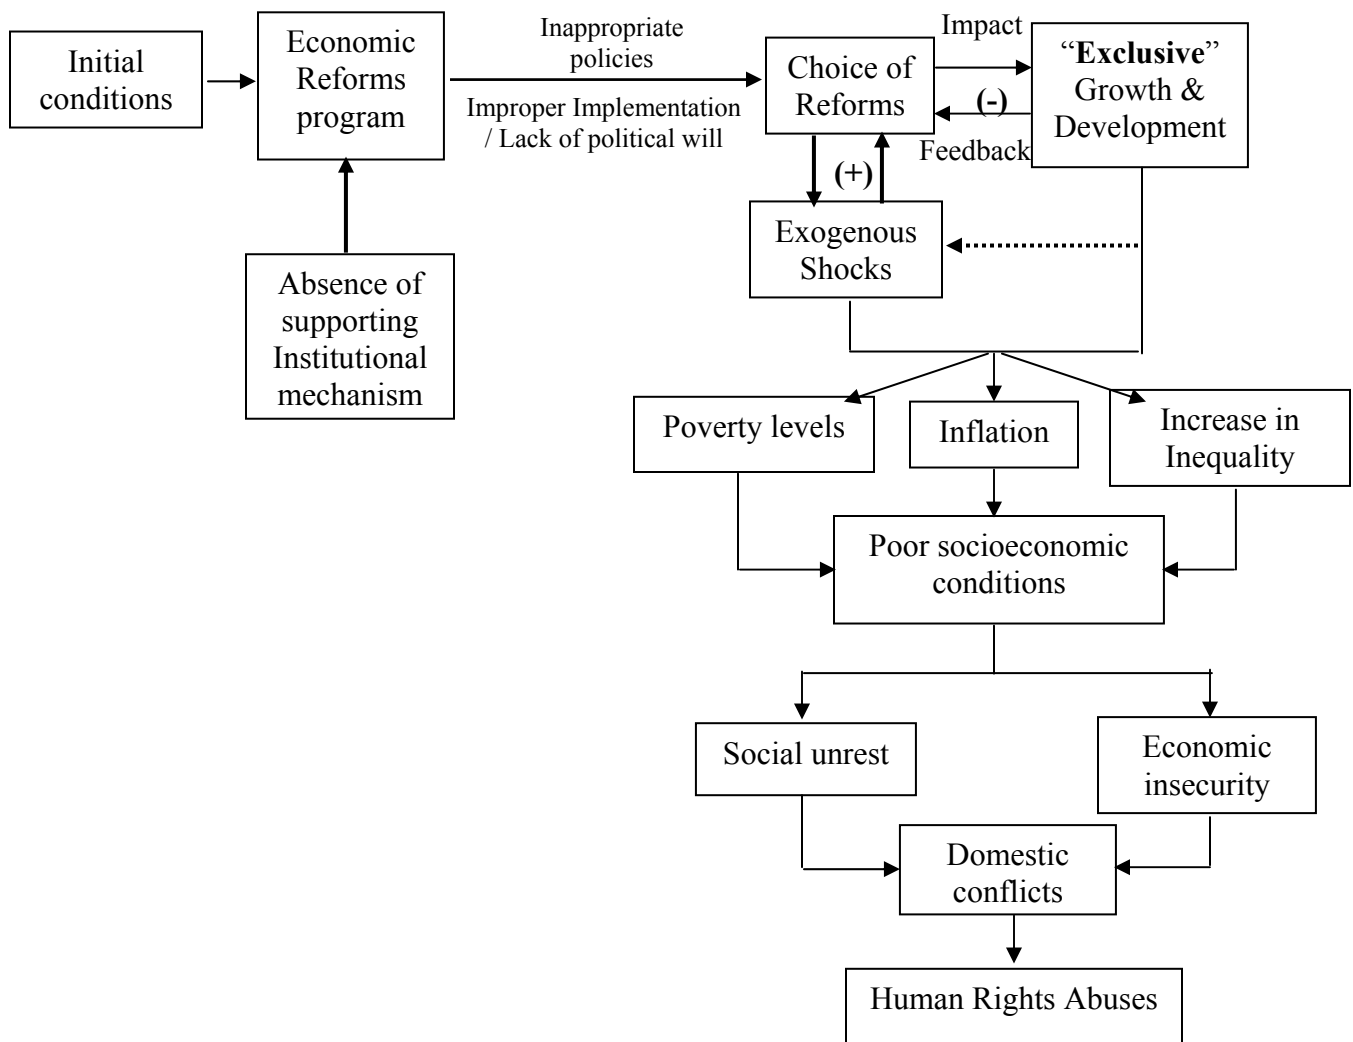 Initial
conditions
Economic
Reforms
program
Inappropriate
policies
Improper Implementation
/ Lack of political will
Choice of
Reforms
Impact
(-)
Feedback
“Exclusive”
Growth &
Development
(+)
Exogenous
Shocks
Absence of
supporting
Institutional
mechanism
Poverty levels
Inflation
Increase in
Inequality
Poor socioeconomic
conditions
Social unrest
Economic
insecurity
Domestic
conflicts
Human Rights Abuses